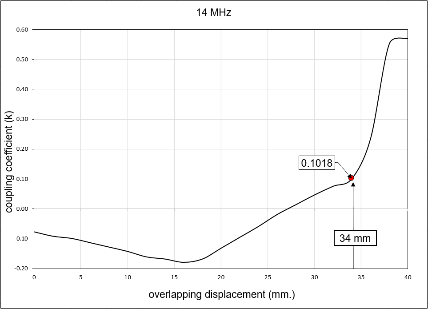 14 MHz
0.60
0.50
0.40
0.30
0.20
0.10
0.00
0.10
-0.20
coupling coefficient (k)
0.1018
34 mm
0 5 10 15 20 25 30 35 40
overlapping displacement (mm.)